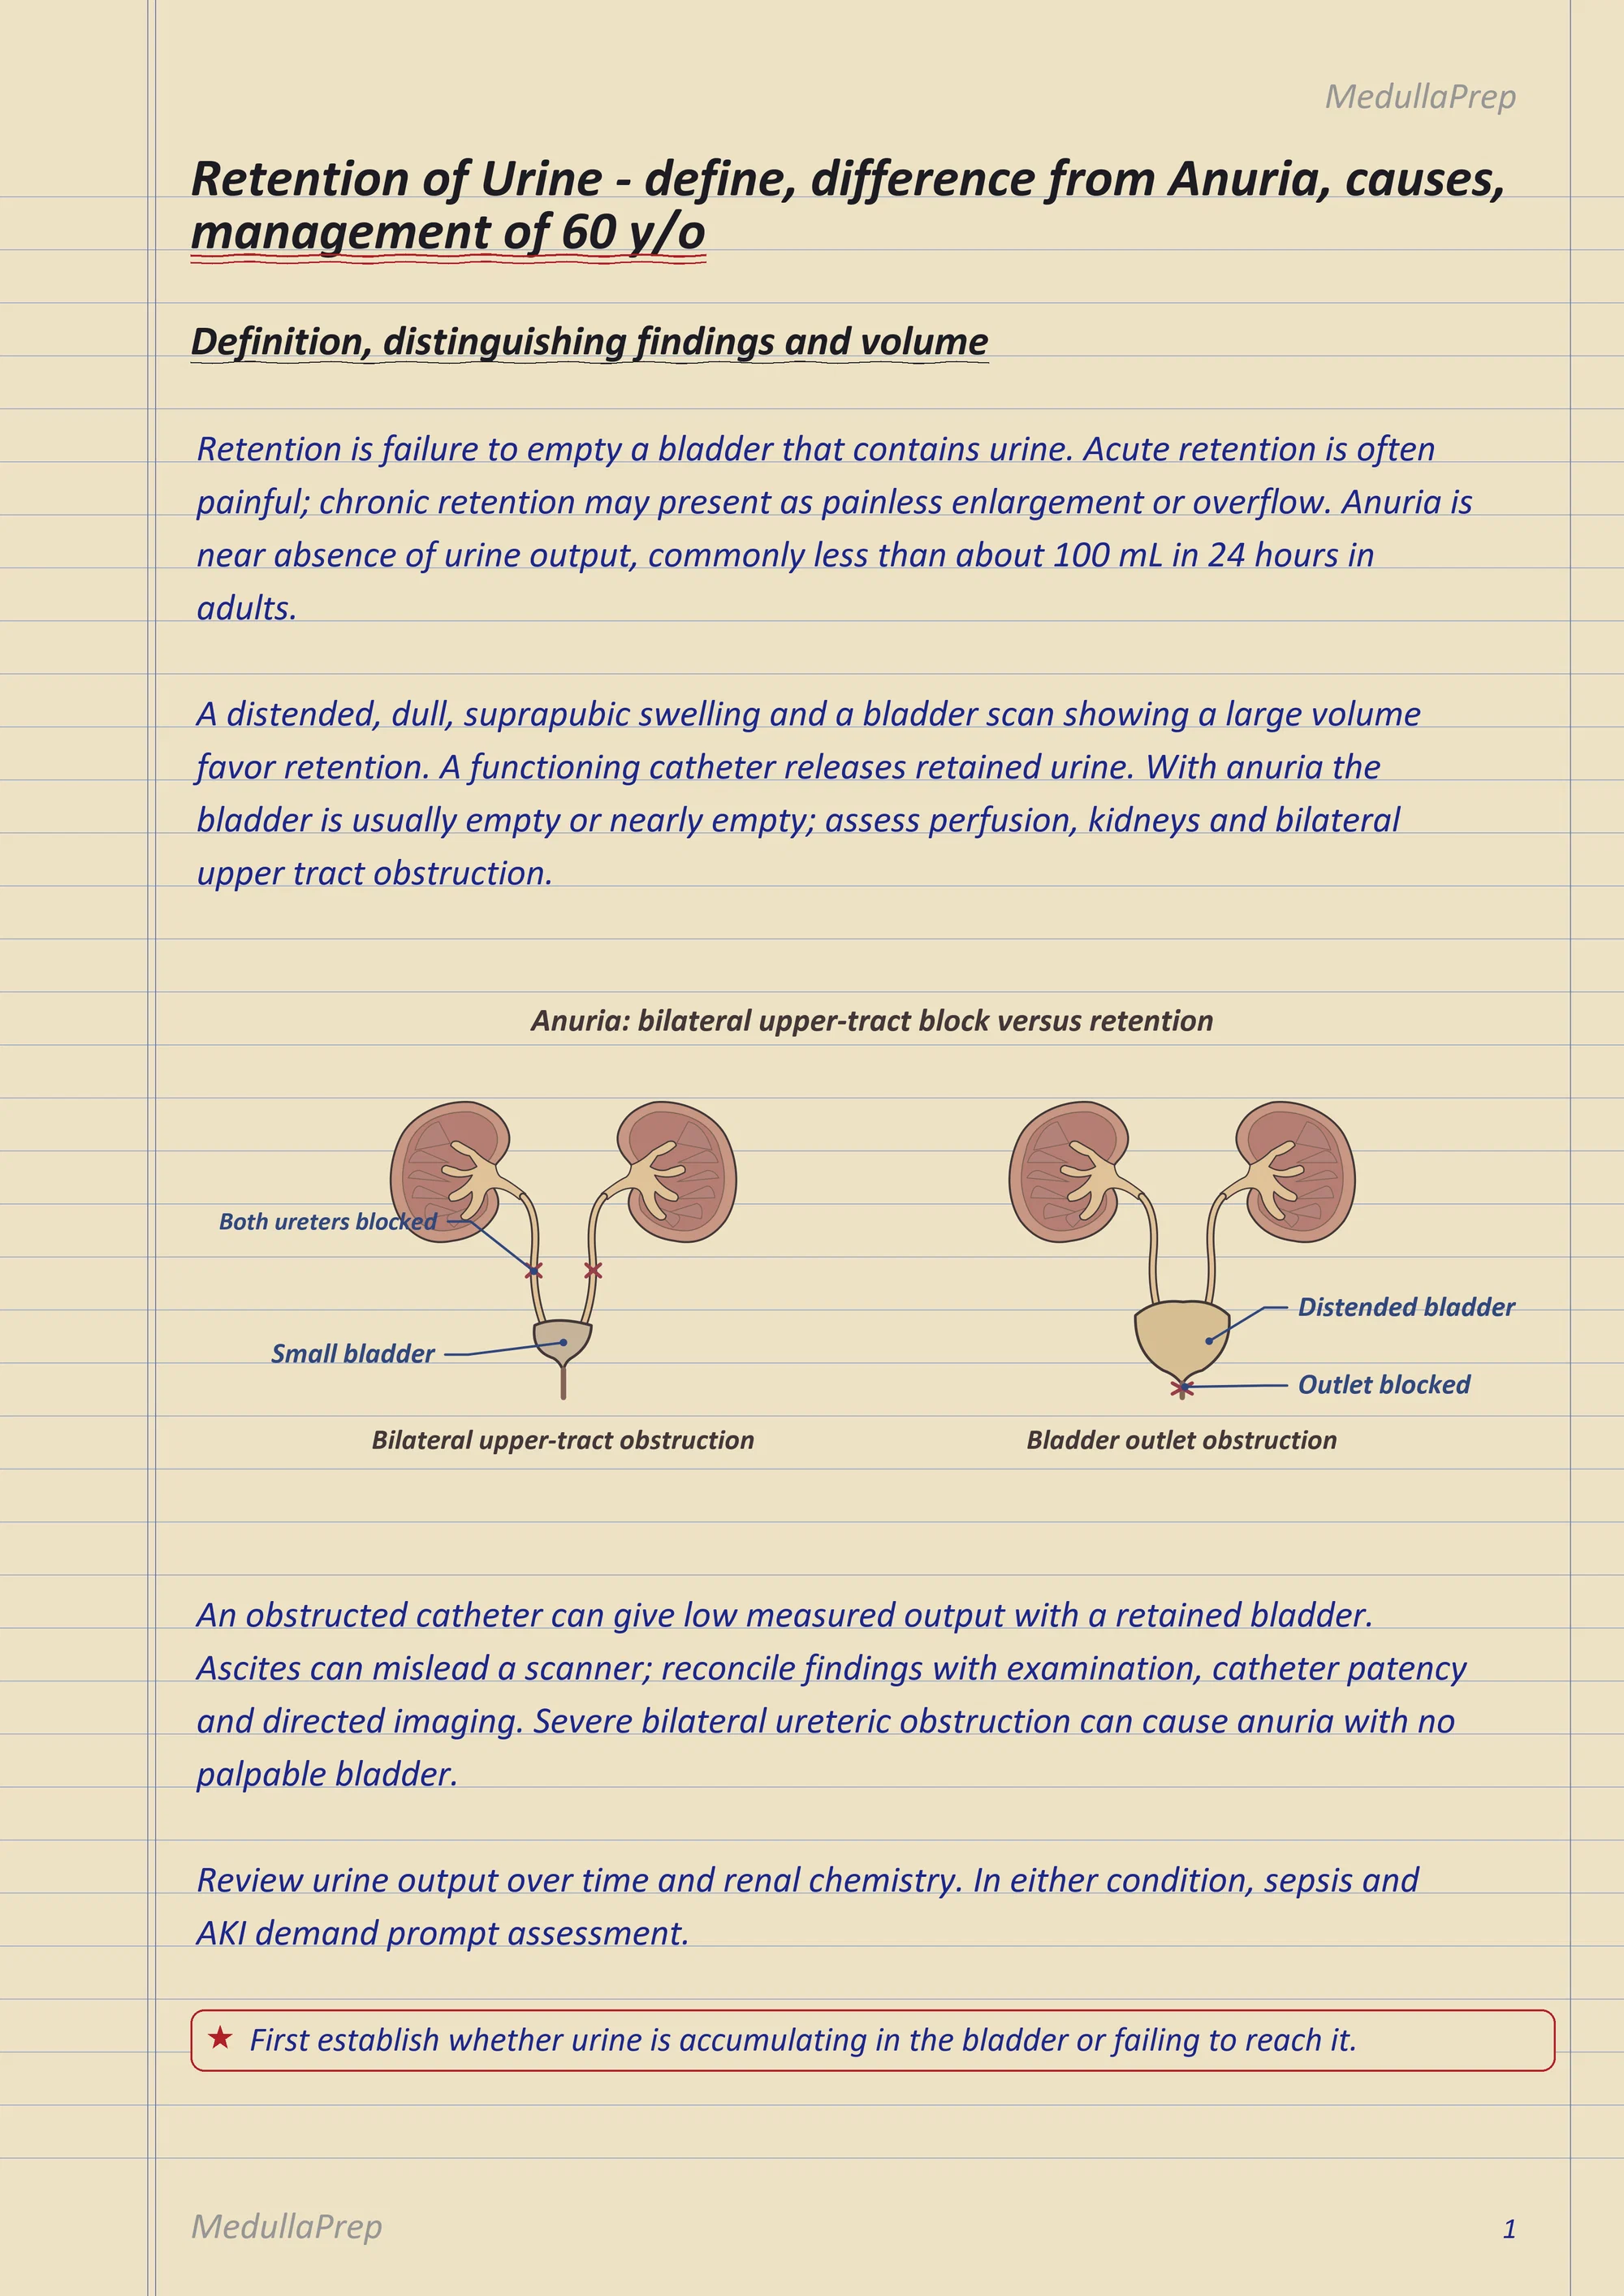 MedullaPrep
Retention of Urine - define, difference from Anuria, causes,
management of 60 y/o
Definition, distinguishing findings and volume
Retention is failure to empty a bladder that contains urine. Acute retention is often
painful; chronic retention may present as painless enlargement or overflow. Anuria is
near absence of urine output, commonly less than about 100 mL in 24 hours in
adults.
A distended, dull, suprapubic swelling and a bladder scan showing a large volume
favor retention. A functioning catheter releases retained urine. With anuria the
bladder is usually empty or nearly empty; assess perfusion, kidneys and bilateral
upper tract obstruction.
Anuria: bilateral upper-tract block versus retention
Both ureters blocked
Small bladder
Bilateral upper-tract obstruction
Distended bladder
Outlet blocked
Bladder outlet obstruction
An obstructed catheter can give low measured output with a retained bladder.
Ascites can mislead a scanner; reconcile findings with examination, catheter patency
and directed imaging. Severe bilateral ureteric obstruction can cause anuria with no
palpable bladder.
Review urine output over time and renal chemistry. In either condition, sepsis and
AKI demand prompt assessment.
★ First establish whether urine is accumulating in the bladder or failing to reach it.
MedullaPrep
1